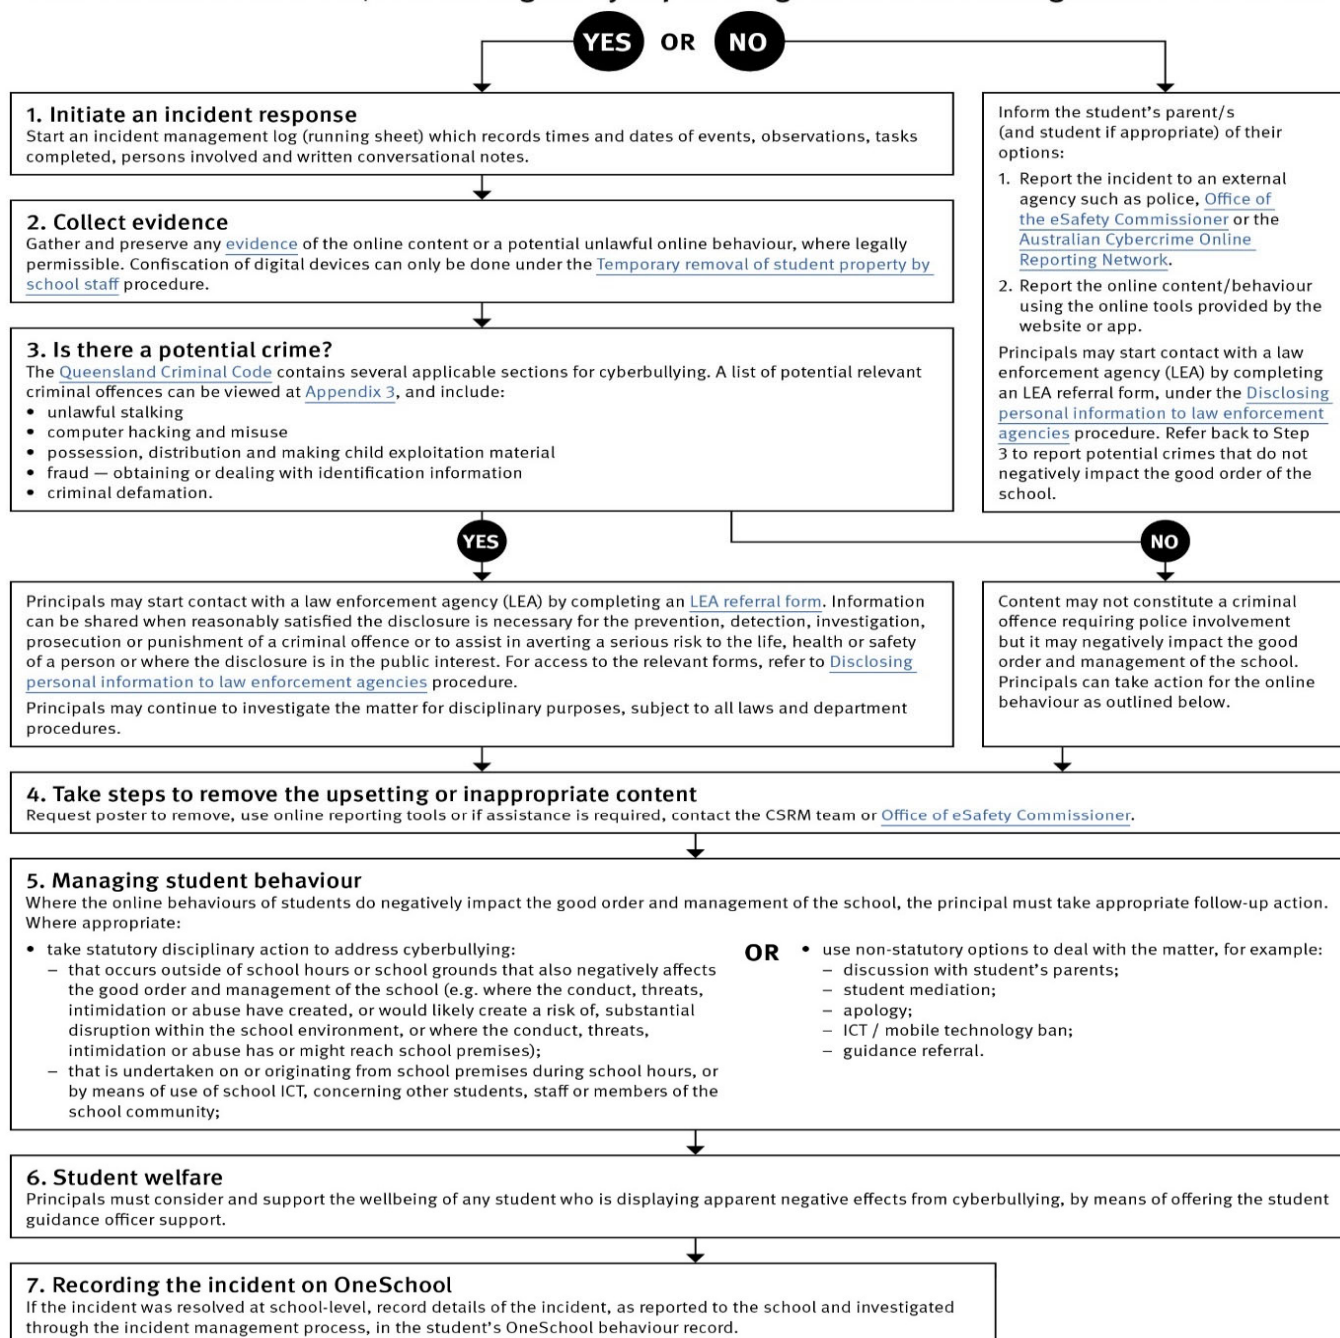 YES OR NO
1. Initiate an incident response
Start an incident management log (running sheet) which records times and dates of events, observations, tasks
completed, persons involved and written conversational notes.
2. Collect evidence
Gather and preserve any evidence of the online content or a potential unlawful online behaviour, where legally
permissible. Confiscation of digital devices can only be done under the Temporary removal of student property by
school staff procedure.
3. Is there a potential crime?
The Queensland Criminal Code contains several applicable sections for cyberbullying. A list of potential relevant
criminal offences can be viewed at Appendix 3, and include:
• unlawful stalking
• computer hacking and misuse
• possession, distribution and making child exploitation material
• fraud — obtaining or dealing with identification information
• criminal defamation.
Inform the student's parent/s
(and student if appropriate) of their
options:
1. Report the incident to an external
agency such as police, Office of
the eSafety Commissioner or the
Australian Cybercrime Online
Reporting Network.
2. Report the online content/behaviour
using the online tools provided by the
website or app.
Principals may start contact with a law
enforcement agency (LEA) by completing
an LEA referral form, under the Disclosing
personal information to law enforcement
agencies procedure. Refer back to Step
3 to report potential crimes that do not
negatively impact the good order of the
school.
YES
NO
Principals may start contact with a law enforcement agency (LEA) by completing an LEA referral form. Information
can be shared when reasonably satisfied the disclosure is necessary for the prevention, detection, investigation,
prosecution or punishment of a criminal offence or to assist in averting a serious risk to the life, health or safety
of a person or where the disclosure is in the public interest. For access to the relevant forms, refer to Disclosing
personal information to law enforcement agencies procedure.
Principals may continue to investigate the matter for disciplinary purposes, subject to all laws and department
procedures.
Content may not constitute a criminal
offence requiring police involvement
but it may negatively impact the good
order and management of the school.
Principals can take action for the online
behaviour as outlined below.
4. Take steps to remove the upsetting or inappropriate content
Request poster to remove, use online reporting tools or if assistance is required, contact the CSRM team or Office of eSafety Commissioner.
5. Managing student behaviour
Where the online behaviours of students do negatively impact the good order and management of the school, the principal must take appropriate follow-up action.
Where appropriate:
• take statutory disciplinary action to address cyberbullying:
– that occurs outside of school hours or school grounds that also negatively affects
the good order and management of the school (e.g. where the conduct, threats,
intimidation or abuse have created, or would likely create a risk of, substantial
disruption within the school environment, or where the conduct, threats,
intimidation or abuse has or might reach school premises);
– that is undertaken on or originating from school premises during school hours, or
by means of use of school ICT, concerning other students, staff or members of the
school community;
OR
• use non-statutory options to deal with the matter, for example:
– discussion with student's parents;
– student mediation;
– apology;
– ICT / mobile technology ban;
– guidance referral.
6. Student welfare
Principals must consider and support the wellbeing of any student who is displaying apparent negative effects from cyberbullying, by means of offering the student
guidance officer support.
7. Recording the incident on OneSchool
If the incident was resolved at school-level, record details of the incident, as reported to the school and investigated
through the incident management process, in the student's OneSchool behaviour record.